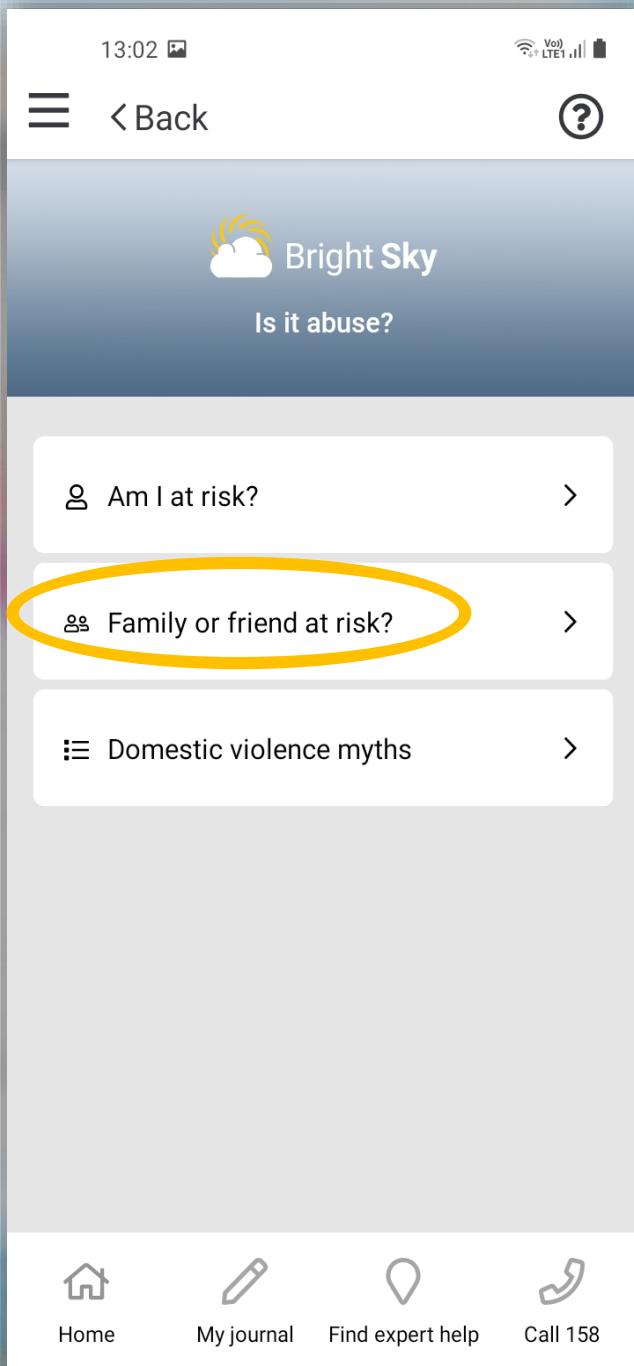 13:02
Vo))
LTE1
Back
Bright Sky
Is it abuse?
Am I at risk?
Family or friend at risk?
Domestic violence myths
Home
My journal
Find expert help
Call 158